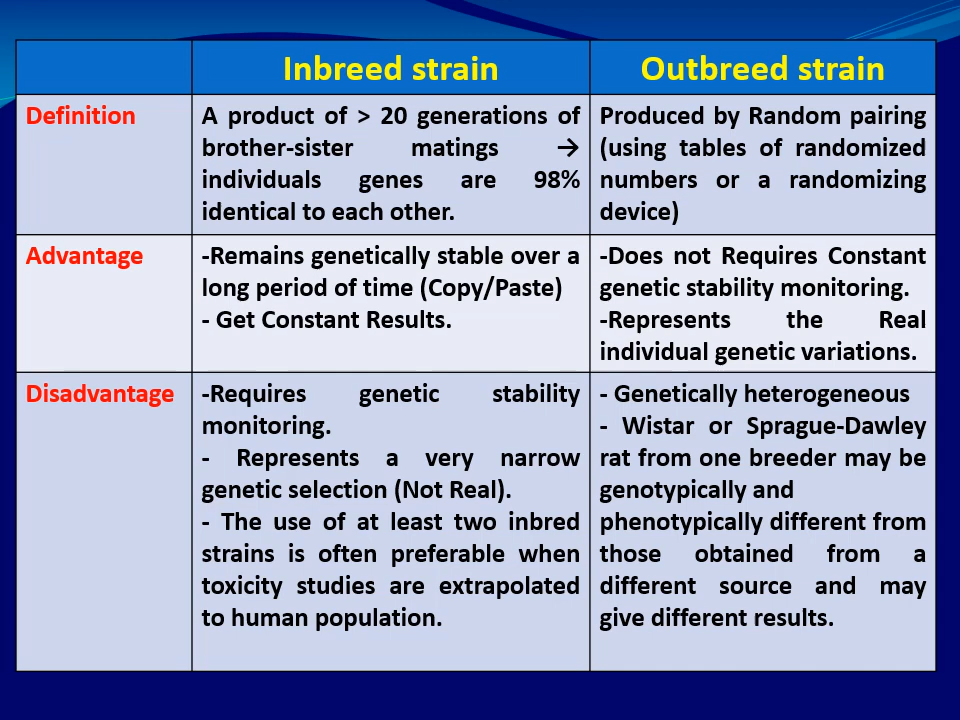 Inbreed strain
Outbreed strain
Definition
A product of > 20 generations of
brother-sister matings →
individuals genes are 98%
identical to each other.
Produced by Random pairing
(using tables of randomized
numbers or a randomizing
device)
Advantage
-Remains genetically stable over a
long period of time (Copy/Paste)
- Get Constant Results.
-Does not Requires Constant
genetic stability monitoring.
-Represents the Real
individual genetic variations.
Disadvantage
-Requires genetic stability
monitoring.
- Represents a very narrow
genetic selection (Not Real).
- The use of at least two inbred
strains is often preferable when
toxicity studies are extrapolated
to human population.
- Genetically heterogeneous
- Wistar or Sprague-Dawley
rat from one breeder may be
genotypically and
phenotypically different from
those obtained from a
different source and may
give different results.